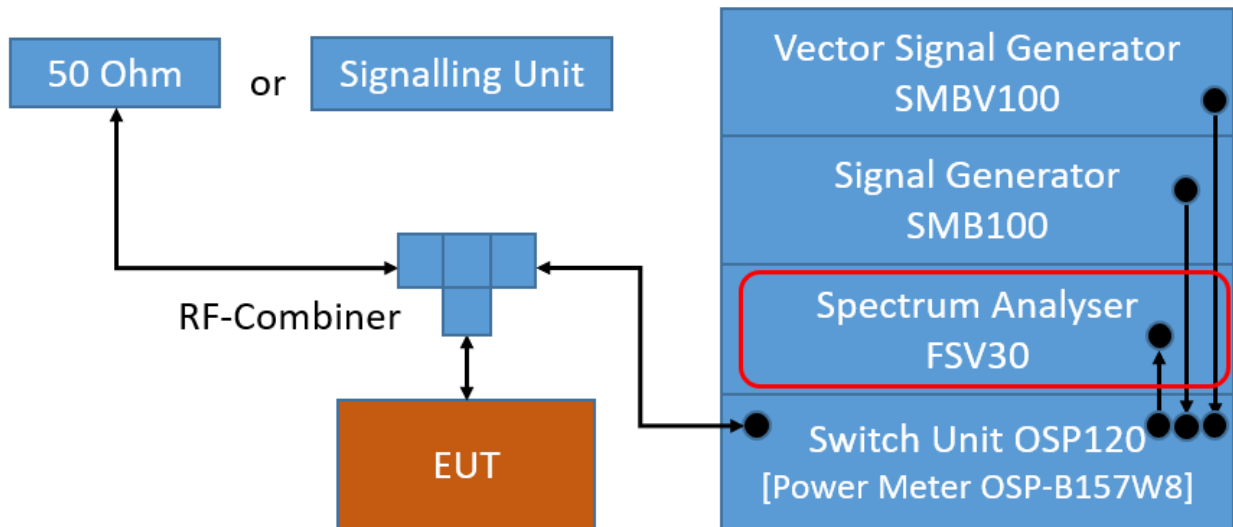 50 Ohm
or
Signalling Unit
RF-Combiner
EUT
Vector Signal Generator
SMBV100
Signal Generator
SMB100
Spectrum Analyser
FSV30
Switch Unit OSP120
[Power Meter OSP-B157W8]